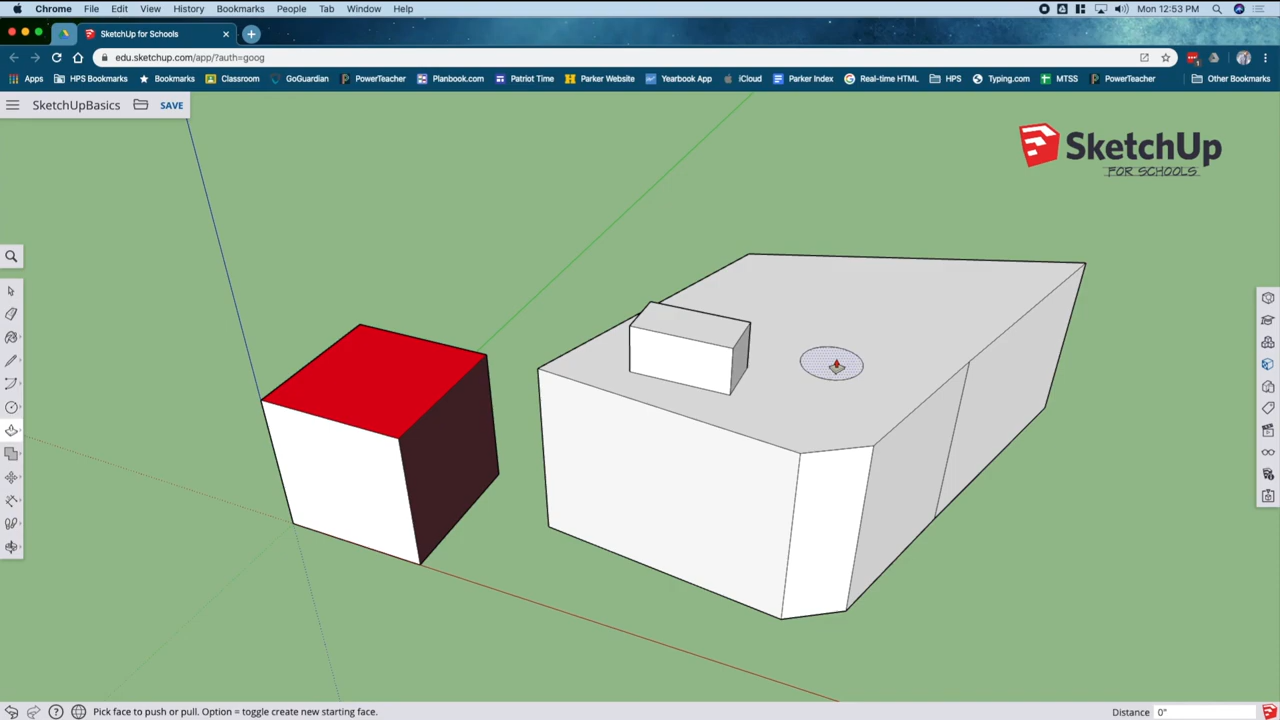 Chrome File Edit View History Bookmarks People Tab Window Help Mon 12:53 PM
SketchUp for Schools
edu.sketchup.com/app/?auth=goog
Apps HPS Bookmarks Bookmarks Classroom GoGuardian PowerTeacher Planbook.com Patriot Time Parker Website Yearbook App iCloud Parker Index Real-time HTML HPS Typing.com MTSS PowerTeacher Other Bookmarks
SketchUpBasics SAVE
SketchUp
FOR SCHOOLS
Pick face to push or pull. Option = toggle create new starting face. Distance 0"